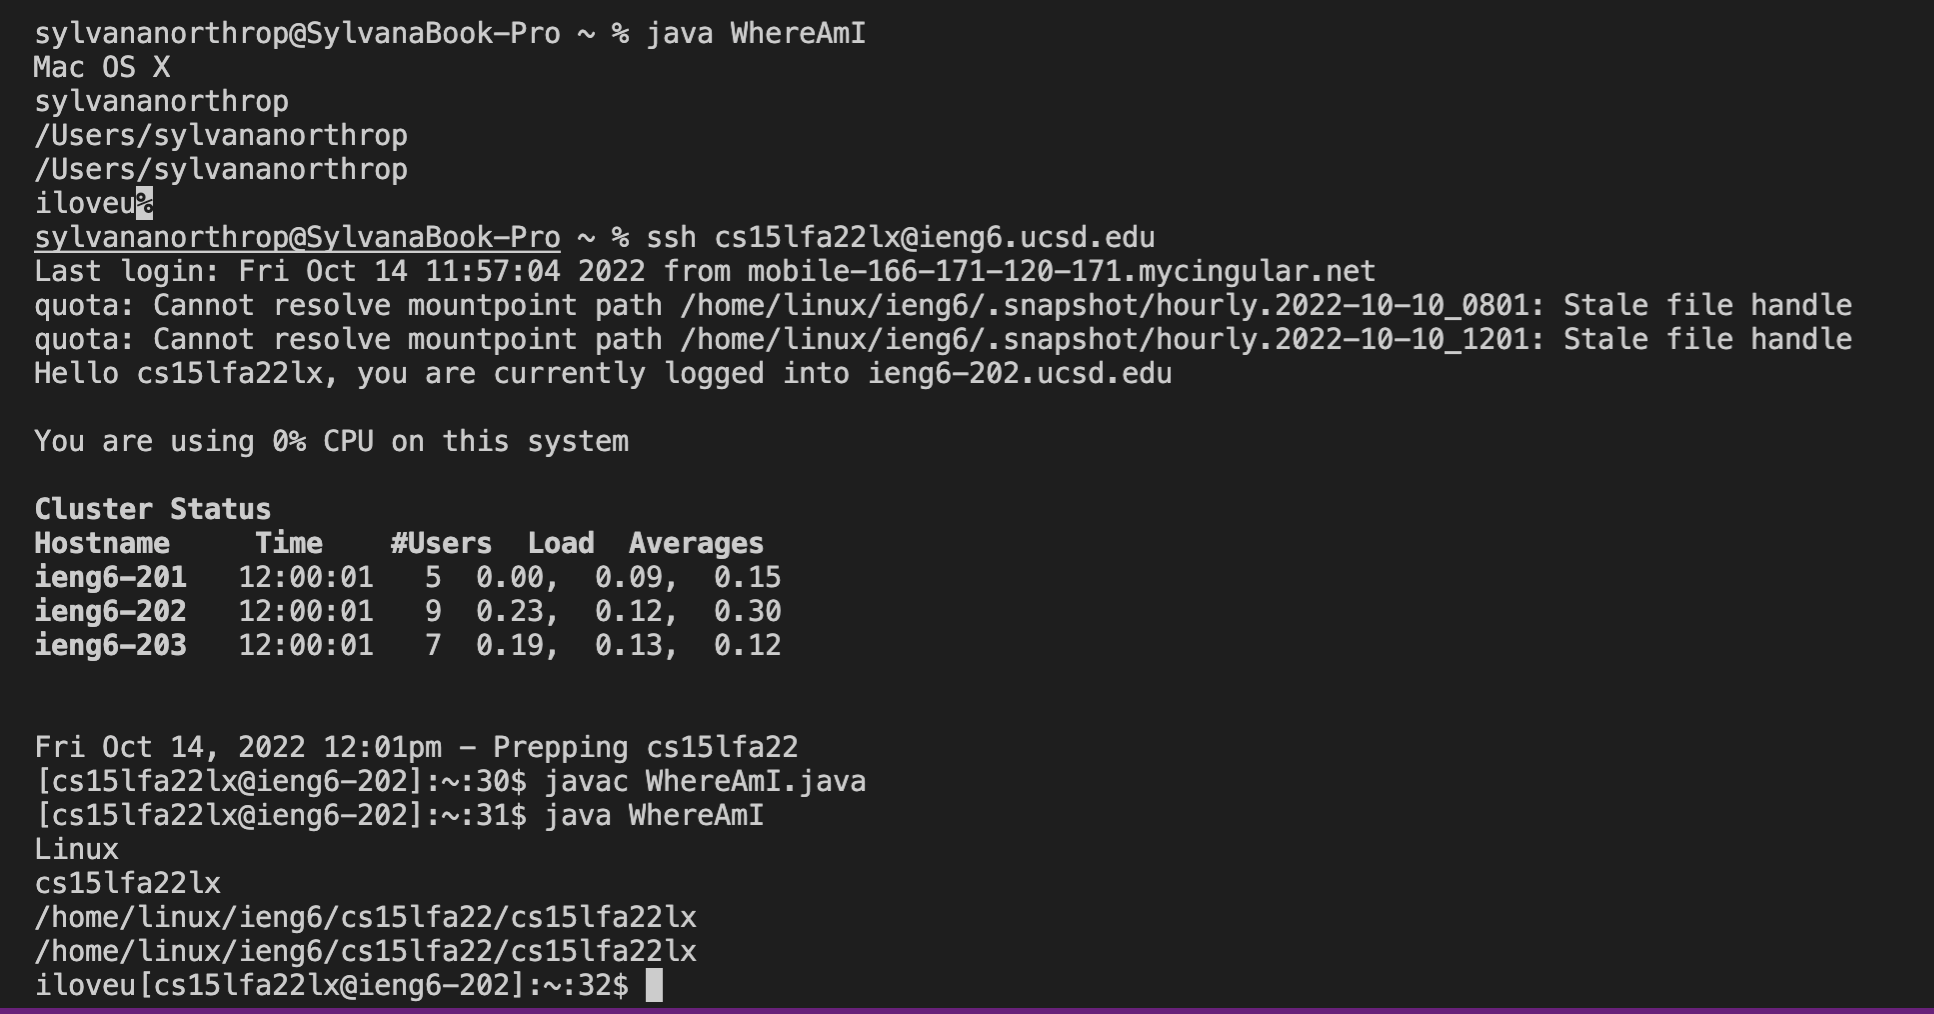 sylvananorthrop@SylvanaBook-Pro ~ % java WhereAmI
Mac OS X
sylvananorthrop
/Users/sylvananorthrop
/Users/sylvananorthrop
iloveu%
sylvananorthrop@SylvanaBook-Pro ~ % ssh cs15lfa22lx@ieng6.ucsd.edu
Last login: Fri Oct 14 11:57:04 2022 from mobile-166-171-120-171.mycingular.net
quota: Cannot resolve mountpoint path /home/linux/ieng6/.snapshot/hourly.2022-10-10_0801: Stale file handle
quota: Cannot resolve mountpoint path /home/linux/ieng6/.snapshot/hourly.2022-10-10_1201: Stale file handle
Hello cs15lfa22lx, you are currently logged into ieng6-202.ucsd.edu
You are using 0% CPU on this system
Cluster Status
Hostname     Time    #Users  Load  Averages
ieng6-201   12:00:01   5  0.00,  0.09,  0.15
ieng6-202   12:00:01   9  0.23,  0.12,  0.30
ieng6-203   12:00:01   7  0.19,  0.13,  0.12
Fri Oct 14, 2022 12:01pm - Prepping cs15lfa22
[cs15lfa22lx@ieng6-202]:~:30$ javac WhereAmI.java
[cs15lfa22lx@ieng6-202]:~:31$ java WhereAmI
Linux
cs15lfa22lx
/home/linux/ieng6/cs15lfa22/cs15lfa22lx
/home/linux/ieng6/cs15lfa22/cs15lfa22lx
iloveu[cs15lfa22lx@ieng6-202]:~:32$